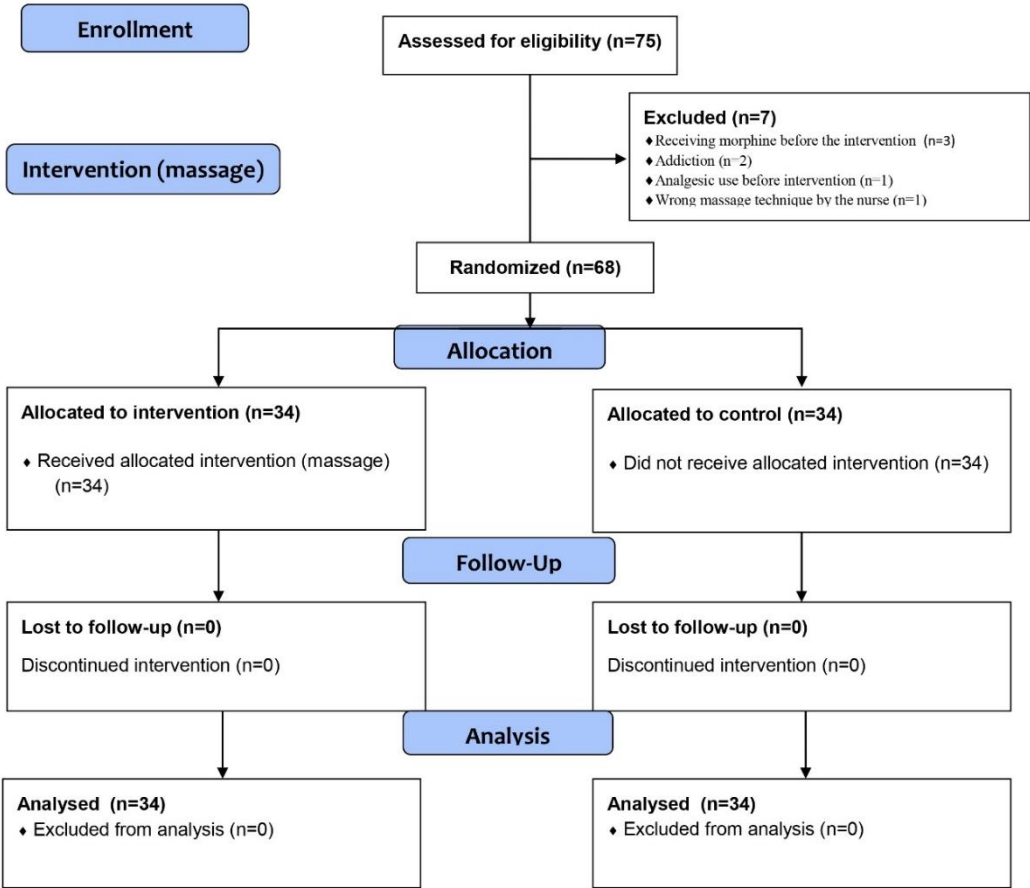 Enrollment
Assessed for eligibility (n=75)
Excluded (n=7)
♦ Receiving morphine before the intervention (n=3)
♦ Addiction (n=2)
♦ Analgesic use before intervention (n=1)
♦ Wrong massage technique by the nurse (n=1)
Intervention (massage)
Randomized (n=68)
Allocation
Allocated to intervention (n=34)
♦ Received allocated intervention (massage)
(n=34)
Allocated to control (n=34)
♦ Did not receive allocated intervention (n=34)
Follow-Up
Lost to follow-up (n=0)
Discontinued intervention (n=0)
Lost to follow-up (n=0)
Discontinued intervention (n=0)
Analysis
Analysed (n=34)
♦ Excluded from analysis (n=0)
Analysed (n=34)
♦ Excluded from analysis (n=0)